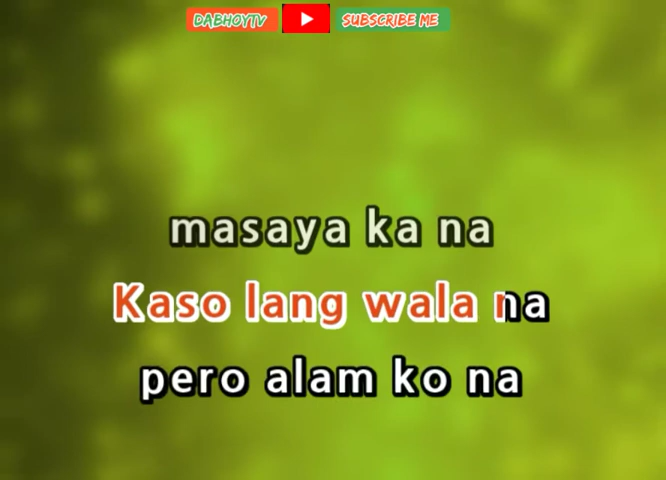 DABHOYTV SUBSCRIBE ME
masaya ka na
Kaso lang wala na
pero alam ko na